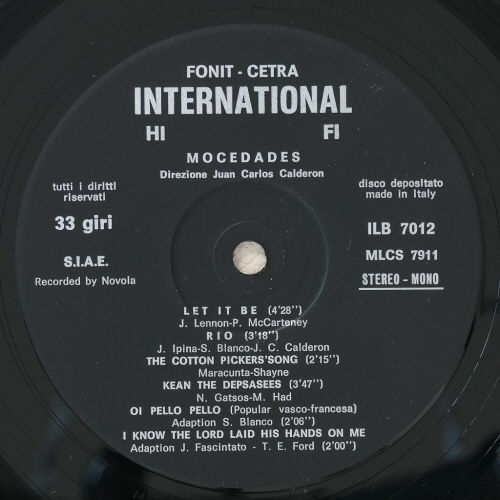 FONIT - CETRA
INTERNATIONAL
HI FI
MOCEDADES
Direzione Juan Carlos Calderon
tutti i diritti
riservati
33 giri
S.I.A.E.
Recorded by Novola
disco depositato
made in Italy
ILB 7012
MLCS 7911
STEREO - MONO
LET IT BE (4'28")
J. Lennon-P. McCarteney
RIO (3'18")
J. Ipina-S. Blanco-J. C. Calderon
THE COTTON PICKERS'SONG (2'15")
Maracunta-Shayne
KEAN THE DEPSASEES (3'47")
N. Gatsos-M. Had
OI PELLO PELLO (Popular vasco-francesa)
Adaption S. Blanco (2'06")
I KNOW THE LORD LAID HIS HANDS ON ME
Adaption J. Fascintato - T. E. Ford (2'00")